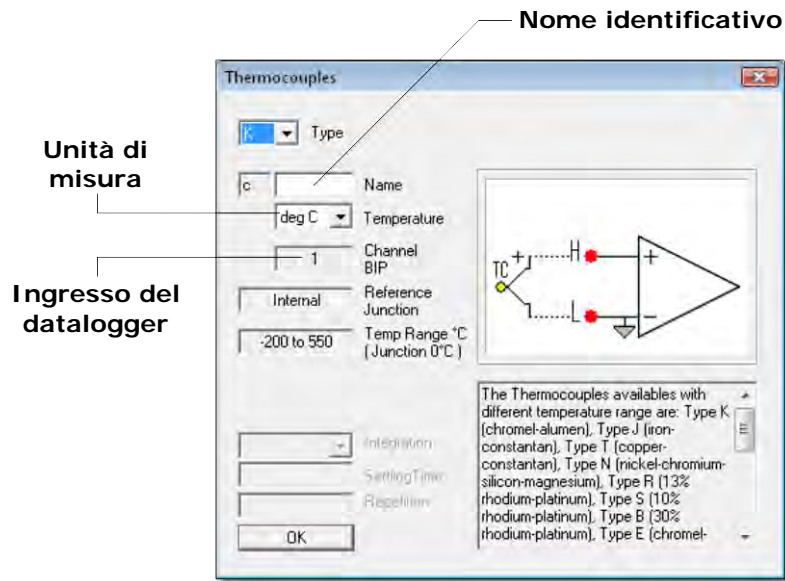 Nome identificativo
Thermocouples
K Type
Unità di
misura
c Name
deg C Temperature
1 Channel
BIP
Ingresso del
datalogger
Internal Reference
Junction
-200 to 550 Temp Range °C
( Junction 0°C )
TC + H +
L -
The Thermocouples availables with
different temperature range are: Type K
(chromel-alumen), Type J (iron-
constantan), Type T (copper-
constantan), Type N (nickel-chromium-
silicon-magnesium), Type R (13%
rhodium-platinum), Type S (10%
rhodium-platinum), Type B (30%
rhodium-platinum), Type E (chromel-
Integration
SettlingTime
Repetition
OK